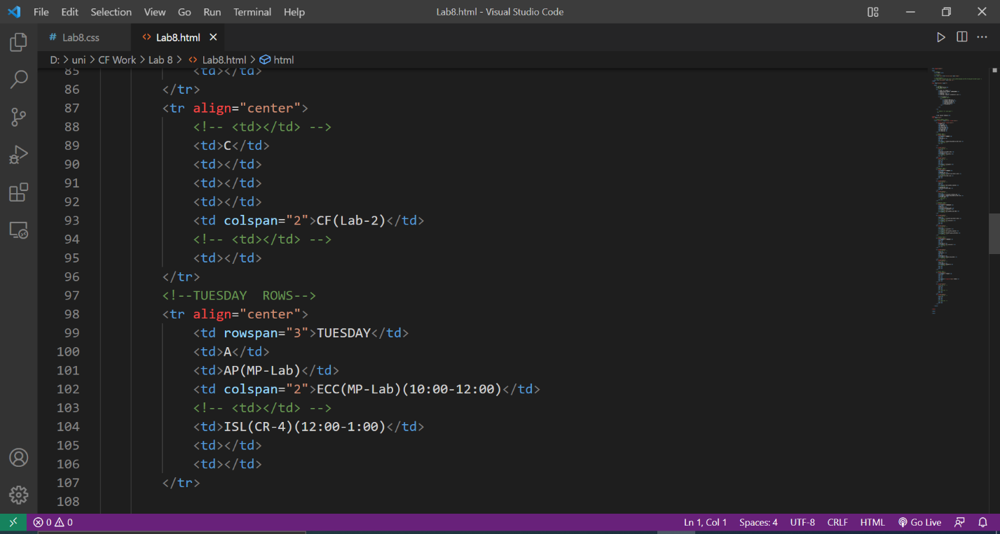 File Edit Selection View Go Run Terminal Help Lab8.html - Visual Studio Code
# Lab8.css <> Lab8.html ×
D: > uni > CF Work > Lab 8 > <> Lab8.html > html
85 <td></td>
86 </tr>
87 <tr align="center">
88 <!-- <td></td> -->
89 <td>C</td>
90 <td></td>
91 <td></td>
92 <td></td>
93 <td colspan="2">CF(Lab-2)</td>
94 <!-- <td></td> -->
95 <td></td>
96 </tr>
97 <!--TUESDAY  ROWS-->
98 <tr align="center">
99 <td rowspan="3">TUESDAY</td>
100 <td>A</td>
101 <td>AP(MP-Lab)</td>
102 <td colspan="2">ECC(MP-Lab)(10:00-12:00)</td>
103 <!-- <td></td> -->
104 <td>ISL(CR-4)(12:00-1:00)</td>
105 <td></td>
106 <td></td>
107 </tr>
108
0 0 Ln 1, Col 1 Spaces: 4 UTF-8 CRLF HTML Go Live